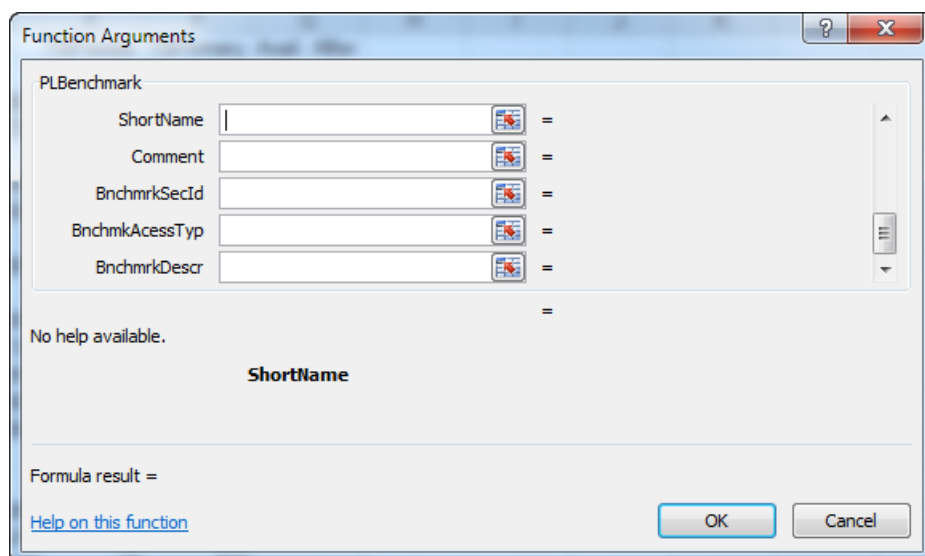 Function Arguments
PLBenchmark
ShortName =
Comment =
BnchmrkSecId =
BnchmkAcessTyp =
BnchmrkDescr =
=
No help available.
ShortName
Formula result =
Help on this function
OK Cancel